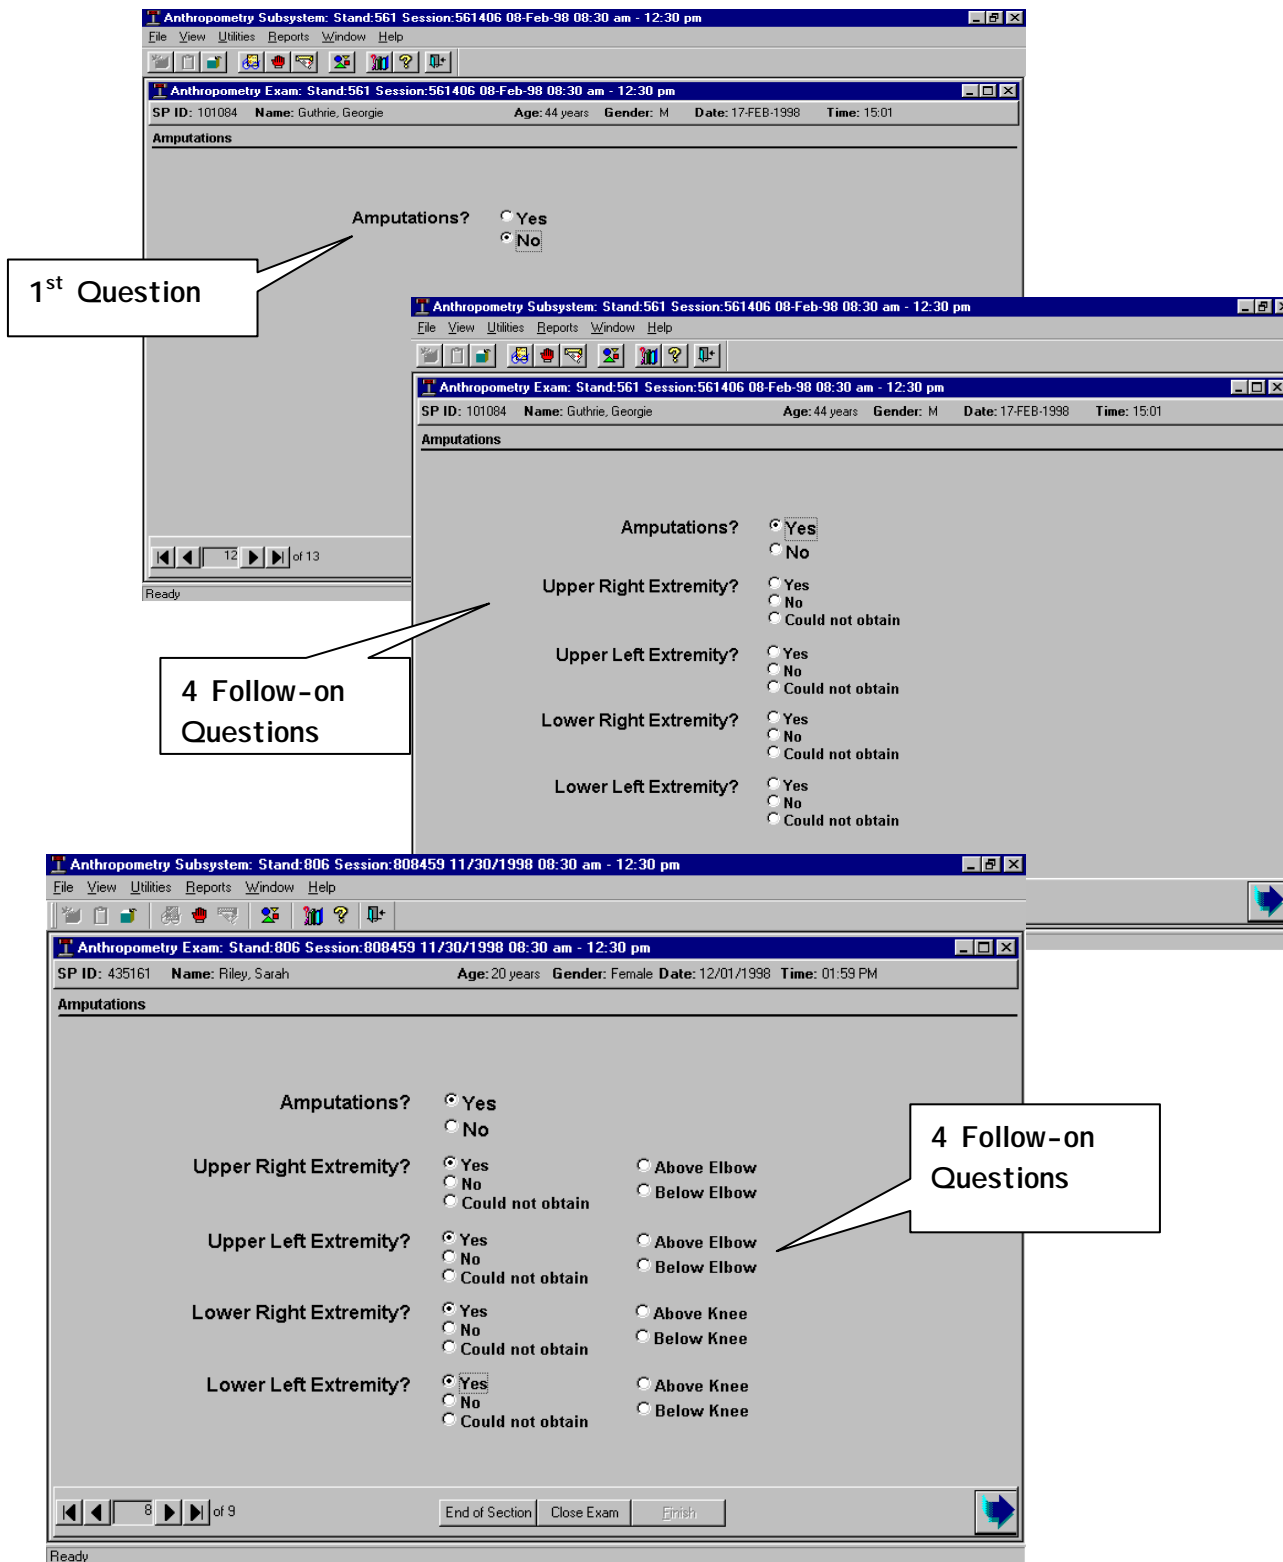 Anthropometry Subsystem: Stand:561 Session:561406 08-Feb-98 08:30 am - 12:30 pm
File View Utilities Reports Window Help
Anthropometry Exam: Stand:561 Session:561406 08-Feb-98 08:30 am - 12:30 pm
SP ID: 101084 Name: Guthrie, Georgie Age: 44 years Gender: M Date: 17-FEB-1998 Time: 15:01
Amputations
Amputations? Yes
No
1st Question
12 of 13
Ready
Anthropometry Subsystem: Stand:561 Session:561406 08-Feb-98 08:30 am - 12:30 pm
File View Utilities Reports Window Help
Anthropometry Exam: Stand:561 Session:561406 08-Feb-98 08:30 am - 12:30 pm
SP ID: 101084 Name: Guthrie, Georgie Age: 44 years Gender: M Date: 17-FEB-1998 Time: 15:01
Amputations
Amputations? Yes
No
Upper Right Extremity? Yes
No
Could not obtain
Upper Left Extremity? Yes
No
Could not obtain
Lower Right Extremity? Yes
No
Could not obtain
Lower Left Extremity? Yes
No
Could not obtain
4 Follow-on
Questions
Anthropometry Subsystem: Stand:806 Session:808459 11/30/1998 08:30 am - 12:30 pm
File View Utilities Reports Window Help
Anthropometry Exam: Stand:806 Session:808459 11/30/1998 08:30 am - 12:30 pm
SP ID: 435161 Name: Riley, Sarah Age: 20 years Gender: Female Date: 12/01/1998 Time: 01:59 PM
Amputations
Amputations? Yes
No
Upper Right Extremity? Yes Above Elbow
No Below Elbow
Could not obtain
Upper Left Extremity? Yes Above Elbow
No Below Elbow
Could not obtain
Lower Right Extremity? Yes Above Knee
No Below Knee
Could not obtain
Lower Left Extremity? Yes Above Knee
No Below Knee
Could not obtain
4 Follow-on
Questions
8 of 9 End of Section Close Exam Finish
Ready